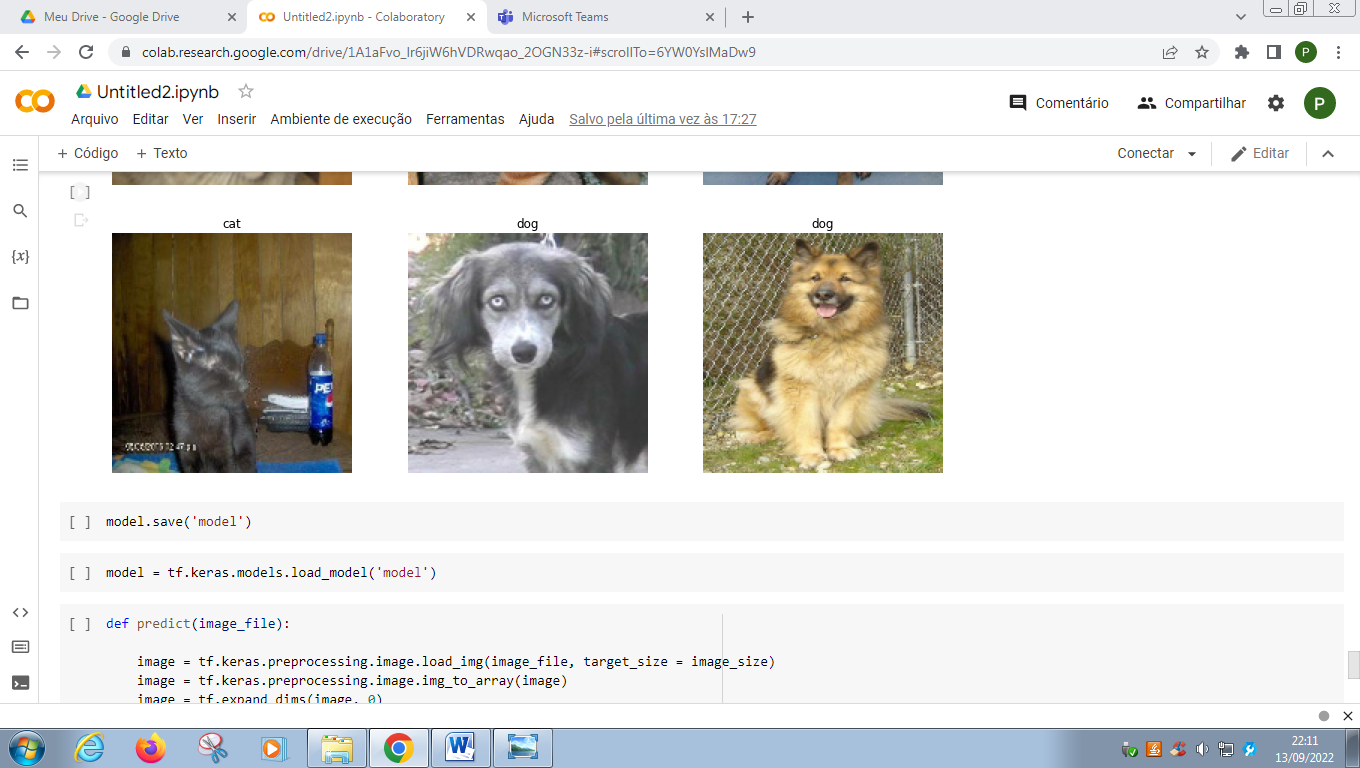 Meu Drive - Google Drive
Untitled2.ipynb - Colaboratory
Microsoft Teams
colab.research.google.com/drive/1A1aFvo_Ir6jiW6hVDRwqao_2OGN33z-i#scrollTo=6YW0YsIMaDw9
P
Untitled2.ipynb
Comentário
Compartilhar
P
Arquivo Editar Ver Inserir Ambiente de execução Ferramentas Ajuda Salvo pela última vez às 17:27
+ Código + Texto
Conectar
Editar
[ ]
{x}
cat dog dog
PE
[ ] model.save('model')
[ ] model = tf.keras.models.load_model('model')
[ ] def predict(image_file):
image = tf.keras.preprocessing.image.load_img(image_file, target_size = image_size)
image = tf.keras.preprocessing.image.img_to_array(image)
image = tf.expand_dims(image, 0)
22:11
13/09/2022